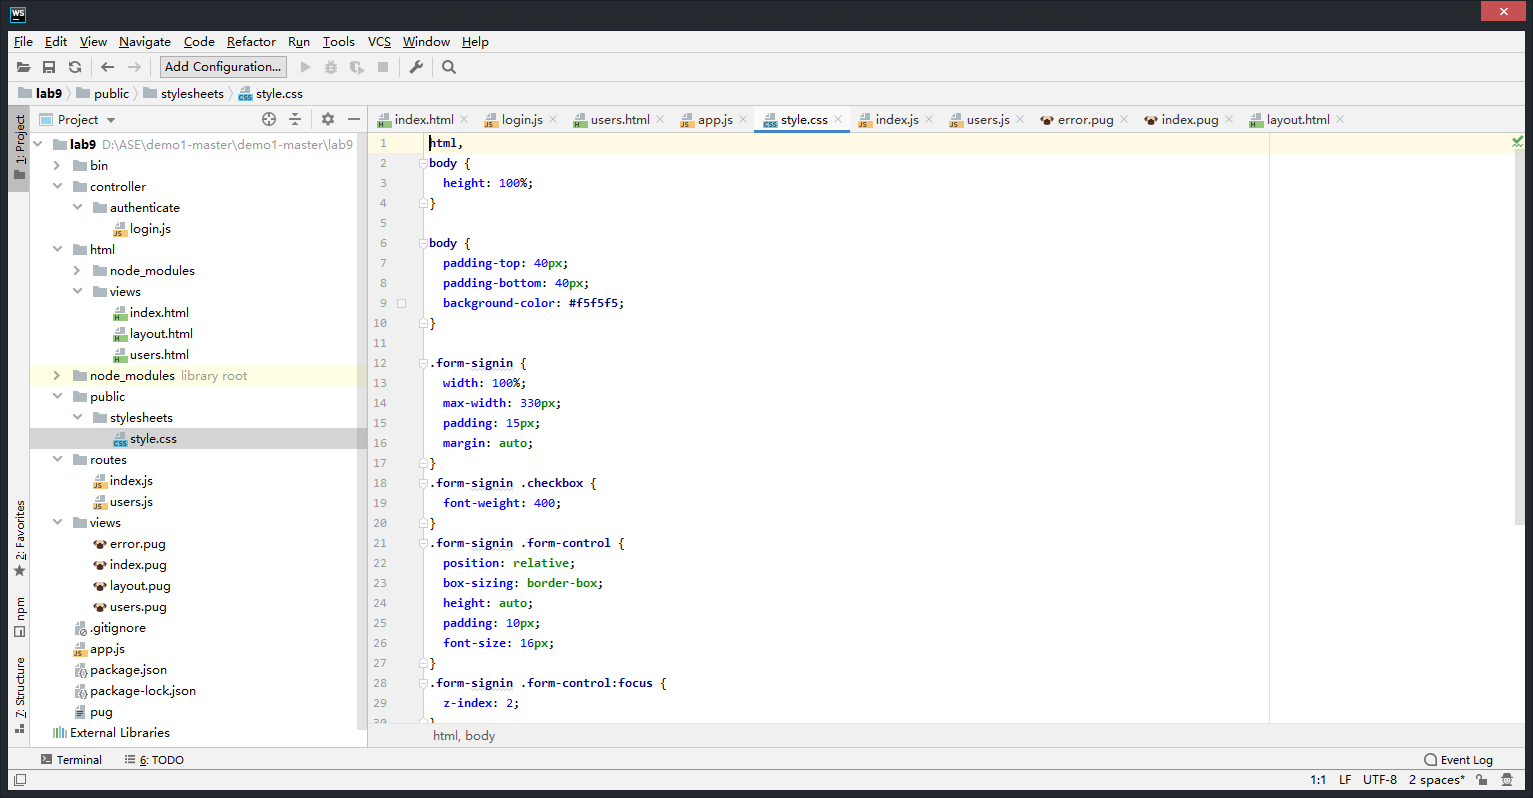 WS
File Edit View Navigate Code Refactor Run Tools VCS Window Help
Add Configuration...
lab9 public stylesheets style.css
Project
index.html login.js users.html app.js style.css index.js users.js error.pug index.pug layout.html
1: Project
2: Favorites
npm
7: Structure
lab9 D:\ASE\demo1-master\demo1-master\lab9
bin
controller
authenticate
login.js
html
node_modules
views
index.html
layout.html
users.html
node_modules library root
public
stylesheets
style.css
routes
index.js
users.js
views
error.pug
index.pug
layout.pug
users.pug
.gitignore
app.js
package.json
package-lock.json
pug
External Libraries
1 html,
2 body {
3 height: 100%;
4 }
5
6 body {
7 padding-top: 40px;
8 padding-bottom: 40px;
9 background-color: #f5f5f5;
10 }
11
12 .form-signin {
13 width: 100%;
14 max-width: 330px;
15 padding: 15px;
16 margin: auto;
17 }
18 .form-signin .checkbox {
19 font-weight: 400;
20 }
21 .form-signin .form-control {
22 position: relative;
23 box-sizing: border-box;
24 height: auto;
25 padding: 10px;
26 font-size: 16px;
27 }
28 .form-signin .form-control:focus {
29 z-index: 2;
30 }
html, body
Terminal 6: TODO Event Log
1:1 LF UTF-8 2 spaces*